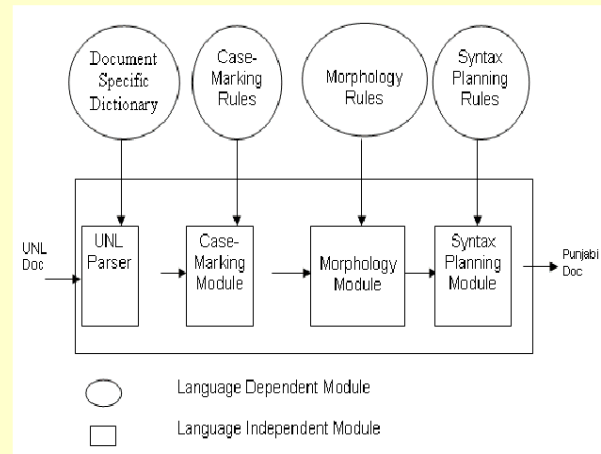 Document
Specific
Dictionary
Case-
Marking
Rules
Morphology
Rules
Syntax
Planning
Rules
UNL
Doc
UNL
Parser
Case-
Marking
Module
Morphology
Module
Syntax
Planning
Module
Punjabi
Doc
Language Dependent Module
Language Independent Module